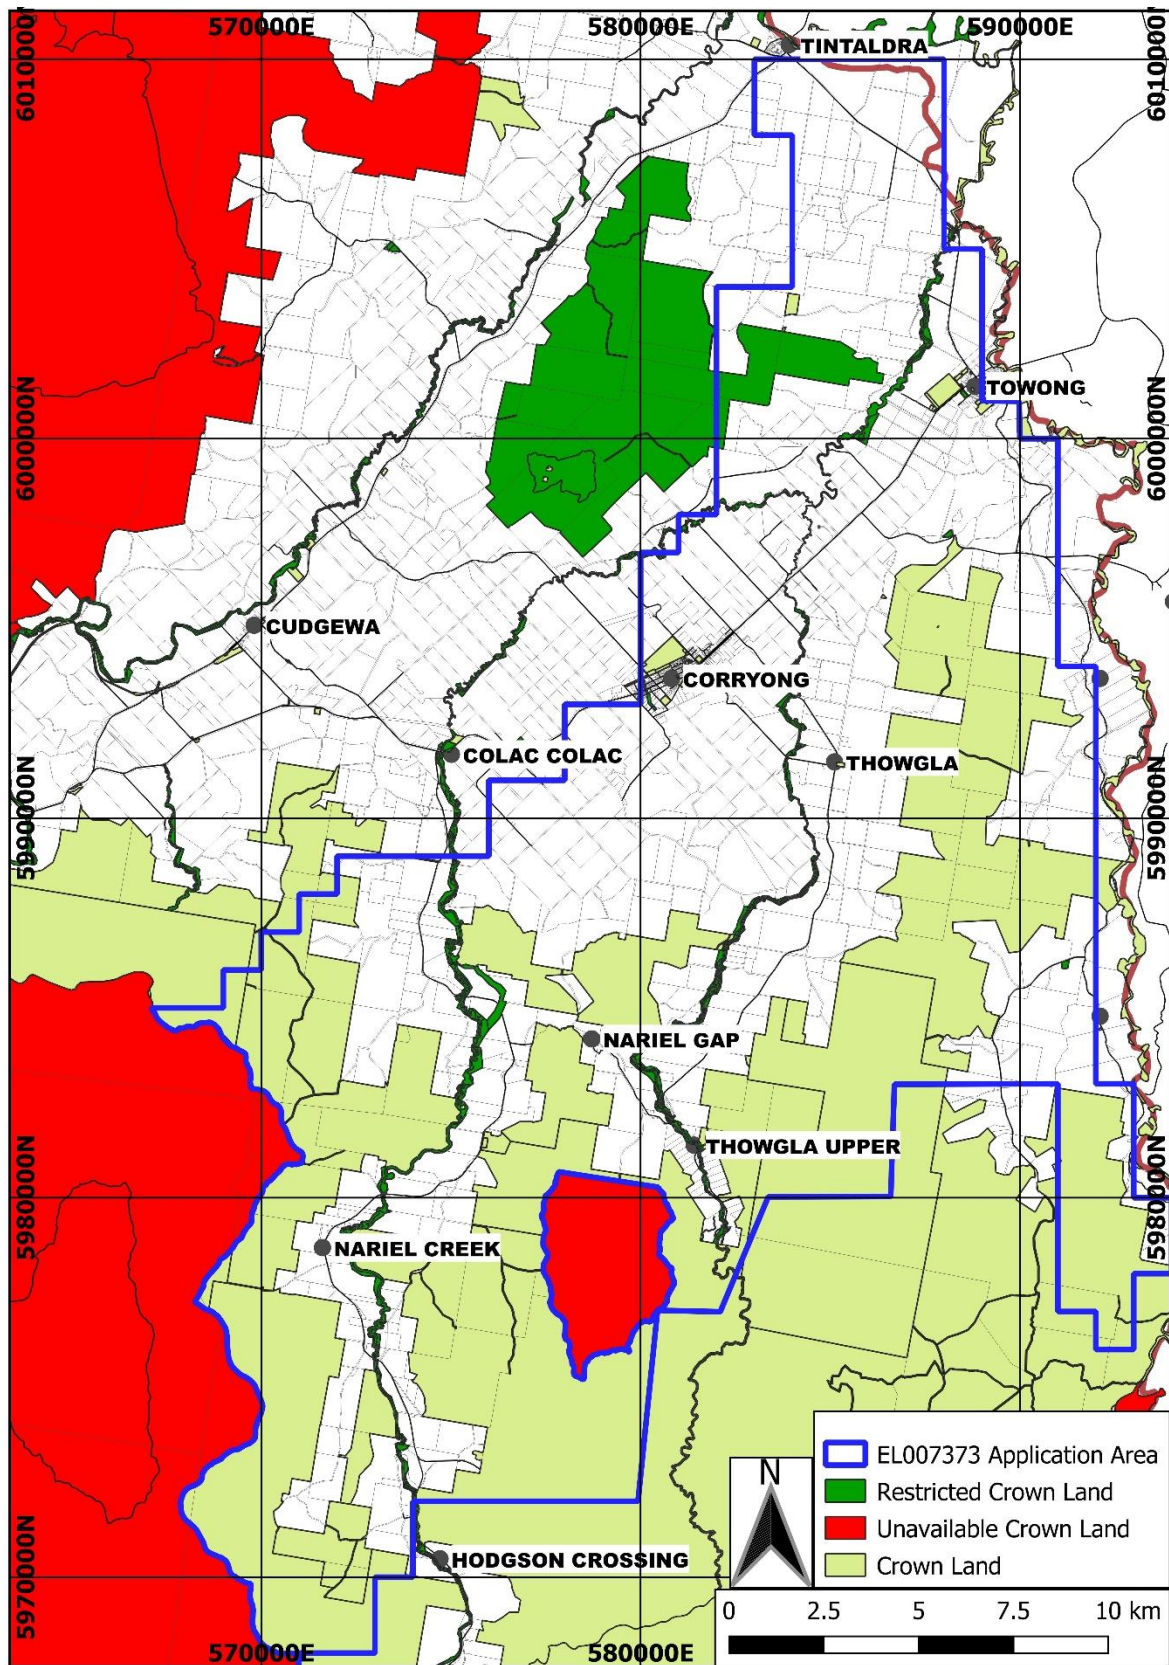 570000E
580000E
590000E
6010000N
6010000N
TINTALDRA
TOWONG
6000000N
6000000N
CUDGEWA
CORRYONG
COLAC COLAC
THOWGLA
5990000N
5990000N
NARIEL GAP
THOWGLA UPPER
5980000N
5980000N
NARIEL CREEK
HODGSON CROSSING
5970000N
570000E
580000E
EL007373 Application Area
Restricted Crown Land
Unavailable Crown Land
Crown Land
N
0 2.5 5 7.5 10 km